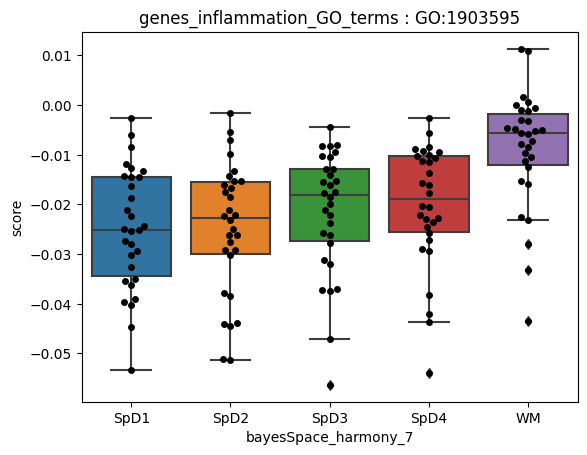 genes_inflammation_GO_terms : GO:1903595
0.01
0.00
−0.01
−0.02
−0.03
−0.04
−0.05
score
SpD1 SpD2 SpD3 SpD4 WM
bayesSpace_harmony_7